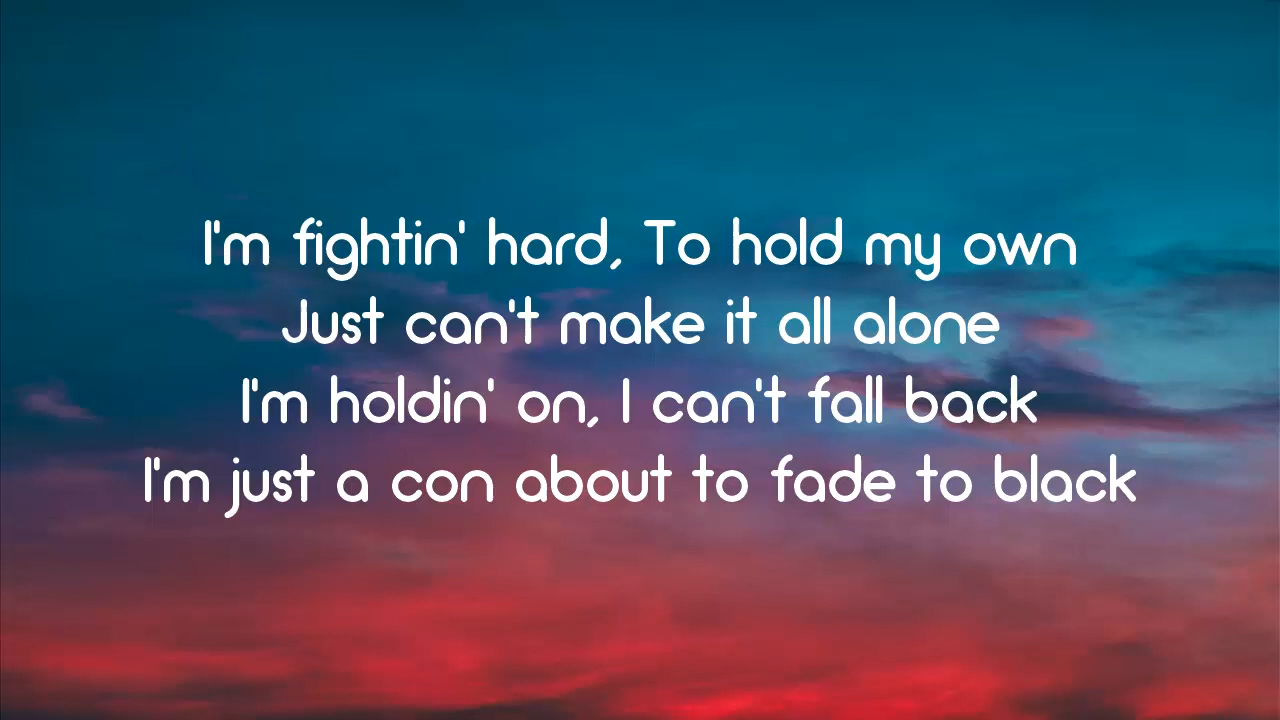 I'm fightin' hard, To hold my own
Just can't make it all alone
I'm holdin' on, I can't fall back
I'm just a con about to fade to black